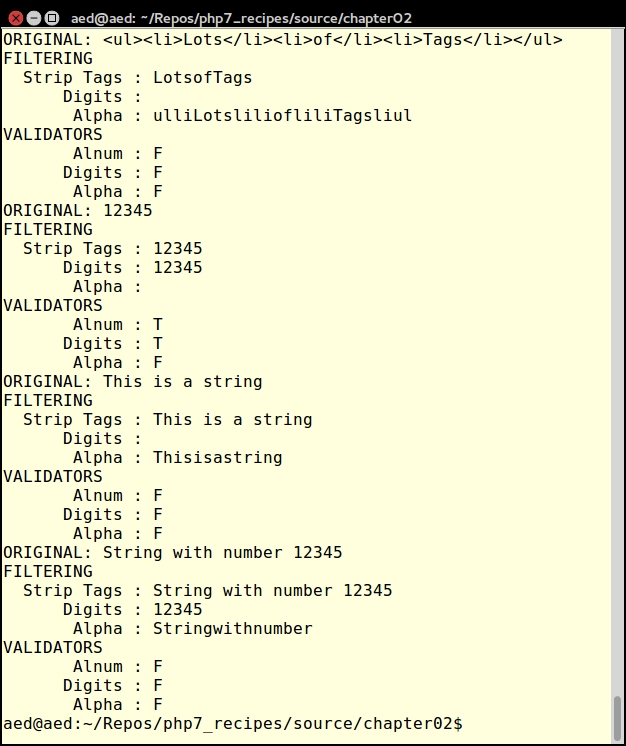 aed@aed: ~/Repos/php7_recipes/source/chapter02
ORIGINAL: <ul><li>Lots</li><li>of</li><li>Tags</li></ul>
FILTERING
  Strip Tags : LotsofTags
      Digits :
       Alpha : ulliLotsliliofliliTagsliul
VALIDATORS
       Alnum : F
      Digits : F
       Alpha : F
ORIGINAL: 12345
FILTERING
  Strip Tags : 12345
      Digits : 12345
       Alpha :
VALIDATORS
       Alnum : T
      Digits : T
       Alpha : F
ORIGINAL: This is a string
FILTERING
  Strip Tags : This is a string
      Digits :
       Alpha : Thisisastring
VALIDATORS
       Alnum : F
      Digits : F
       Alpha : F
ORIGINAL: String with number 12345
FILTERING
  Strip Tags : String with number 12345
      Digits : 12345
       Alpha : Stringwithnumber
VALIDATORS
       Alnum : F
      Digits : F
       Alpha : F
aed@aed:~/Repos/php7_recipes/source/chapter02$